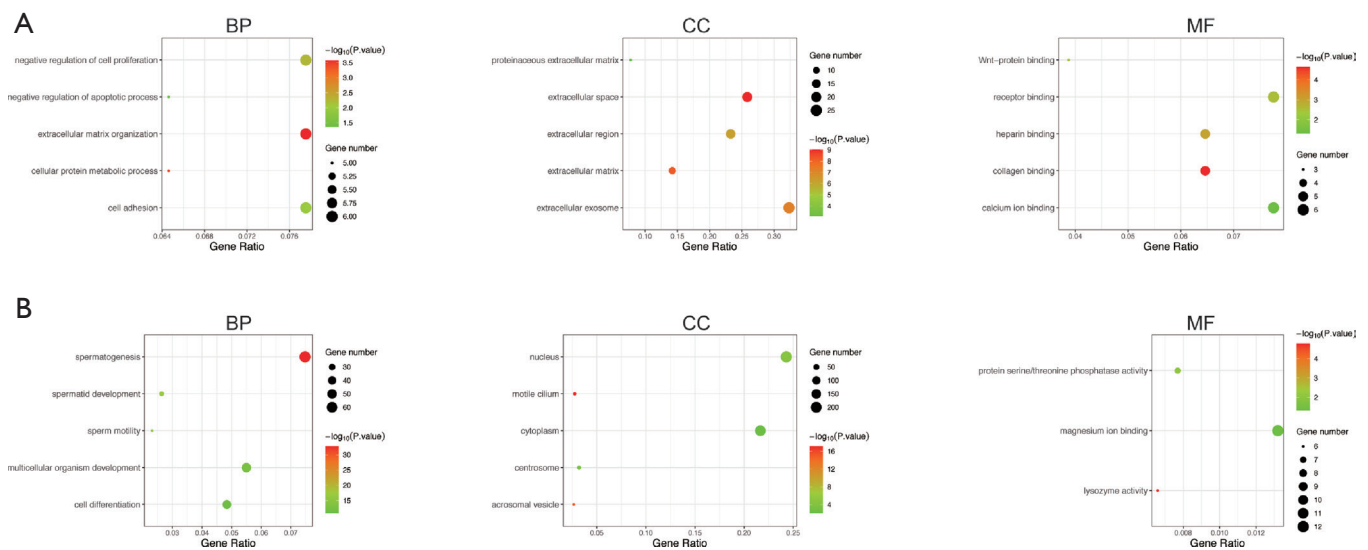 A
BP
negative regulation of cell proliferation
negative regulation of apoptotic process
extracellular matrix organization
cellular protein metabolic process
cell adhesion
0.064 0.068 0.072 0.076
Gene Ratio
−log10(P.value)
8.5
3.0
2.5
2.0
1.5
Gene number
5.00
5.25
5.50
5.75
6.00
CC
proteinaceous extracellular matrix
extracellular space
extracellular region
extracellular matrix
extracellular exosome
0.10 0.15 0.20 0.25 0.30
Gene Ratio
Gene number
10
15
20
25
−log10(P.value)
9
8
7
6
5
4
MF
Wnt−protein binding
receptor binding
heparin binding
collagen binding
calcium ion binding
0.04 0.05 0.06 0.07
Gene Ratio
−log10(P.value)
4
3
2
Gene number
3
4
5
6
B
BP
spermatogenesis
spermatid development
sperm motility
multicellular organism development
cell differentiation
0.03 0.04 0.05 0.06 0.07
Gene Ratio
Gene number
30
40
50
60
−log10(P.value)
30
25
20
15
CC
nucleus
motile cilium
cytoplasm
centrosome
acrosomal vesicle
0.05 0.10 0.15 0.20 0.25
Gene Ratio
Gene number
50
100
150
200
−log10(P.value)
16
12
8
4
MF
protein serine/threonine phosphatase activity
magnesium ion binding
lysozyme activity
0.008 0.010 0.012
Gene Ratio
−log10(P.value)
4
3
2
Gene number
6
7
8
9
10
11
12